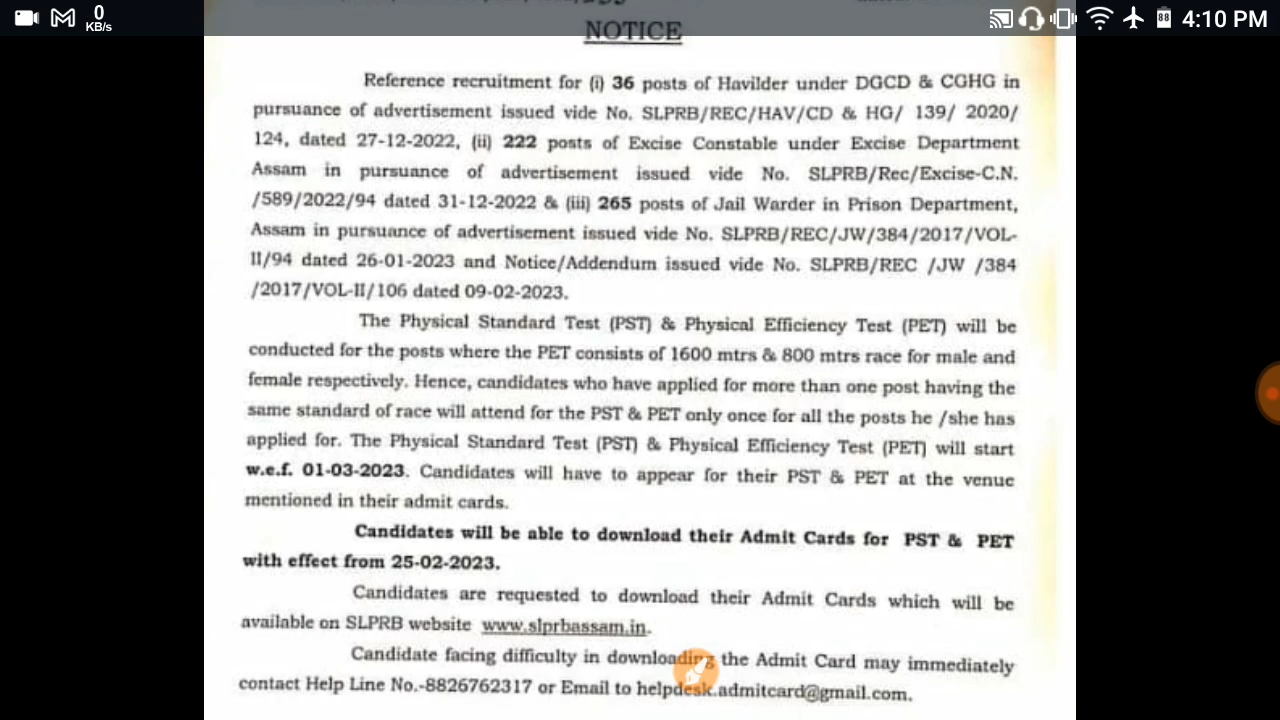 0
KB/s
88
4:10 PM
NOTICE
Reference recruitment for (i) 36 posts of Havilder under DGCD & CGHG in
pursuance of advertisement issued vide No. SLPRB/REC/HAV/CD & HG/ 139/ 2020/
124, dated 27-12-2022, (ii) 222 posts of Excise Constable under Excise Department
Assam in pursuance of advertisement issued vide No. SLPRB/Rec/Excise-C.N.
/589/2022/94 dated 31-12-2022 & (iii) 265 posts of Jail Warder in Prison Department,
Assam in pursuance of advertisement issued vide No. SLPRB/REC/JW/384/2017/VOL-
II/94 dated 26-01-2023 and Notice/Addendum issued vide No. SLPRB/REC /JW /384
/2017/VOL-II/106 dated 09-02-2023.
The Physical Standard Test (PST) & Physical Efficiency Test (PET) will be
conducted for the posts where the PET consists of 1600 mtrs & 800 mtrs race for male and
female respectively. Hence, candidates who have applied for more than one post having the
same standard of race will attend for the PST & PET only once for all the posts he /she has
applied for. The Physical Standard Test (PST) & Physical Efficiency Test (PET) will start
w.e.f. 01-03-2023. Candidates will have to appear for their PST & PET at the venue
mentioned in their admit cards.
Candidates will be able to download their Admit Cards for PST & PET
with effect from 25-02-2023.
Candidates are requested to download their Admit Cards which will be
available on SLPRB website www.slprbassam.in.
Candidate facing difficulty in downloading the Admit Card may immediately
contact Help Line No.-8826762317 or Email to helpdesk.admitcard@gmail.com.